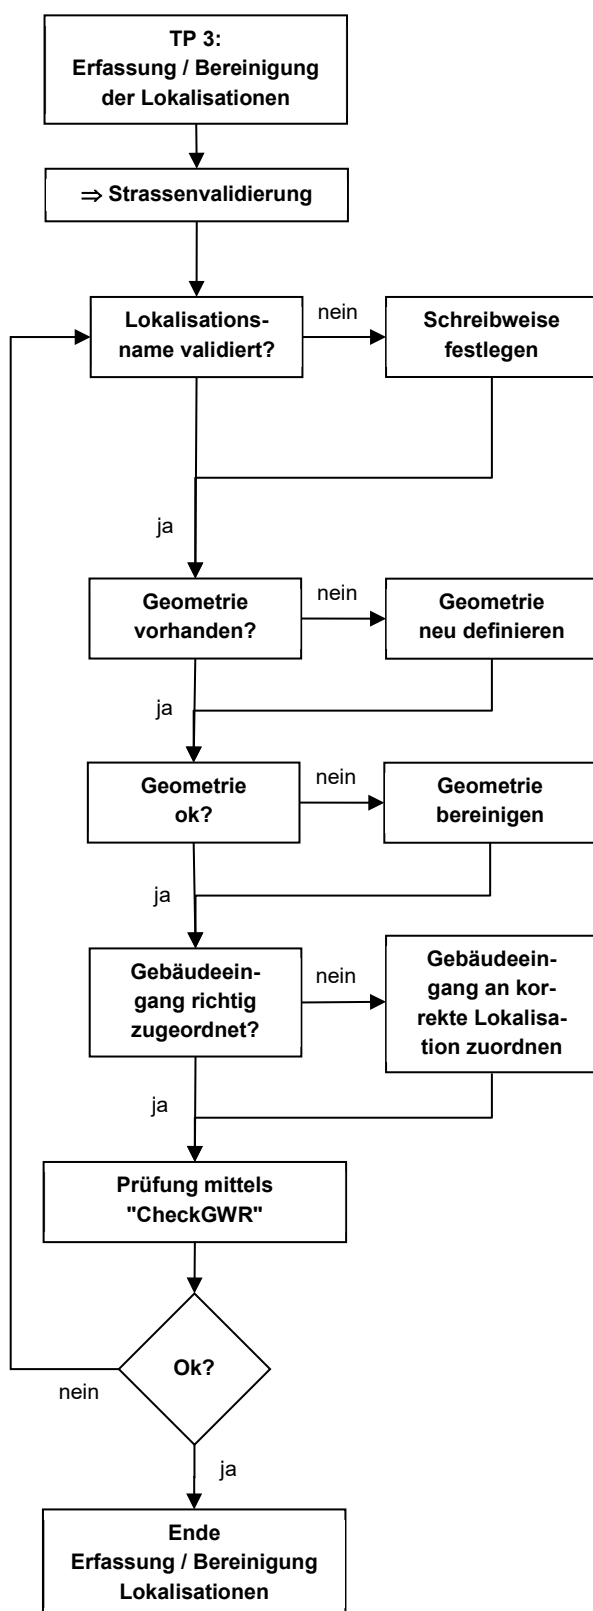 TP 3:
Erfassung / Bereinigung
der Lokalisationen
⇒ Strassenvalidierung
Lokalisations-
name validiert?
nein
Schreibweise
festlegen
ja
Geometrie
vorhanden?
nein
Geometrie
neu definieren
ja
Geometrie
ok?
nein
Geometrie
bereinigen
ja
Gebäudeein-
gang richtig
zugeordnet?
nein
Gebäudeein-
gang an kor-
rekte Lokalisa-
tion zuordnen
ja
Prüfung mittels
"CheckGWR"
Ok?
nein
ja
Ende
Erfassung / Bereinigung
Lokalisationen